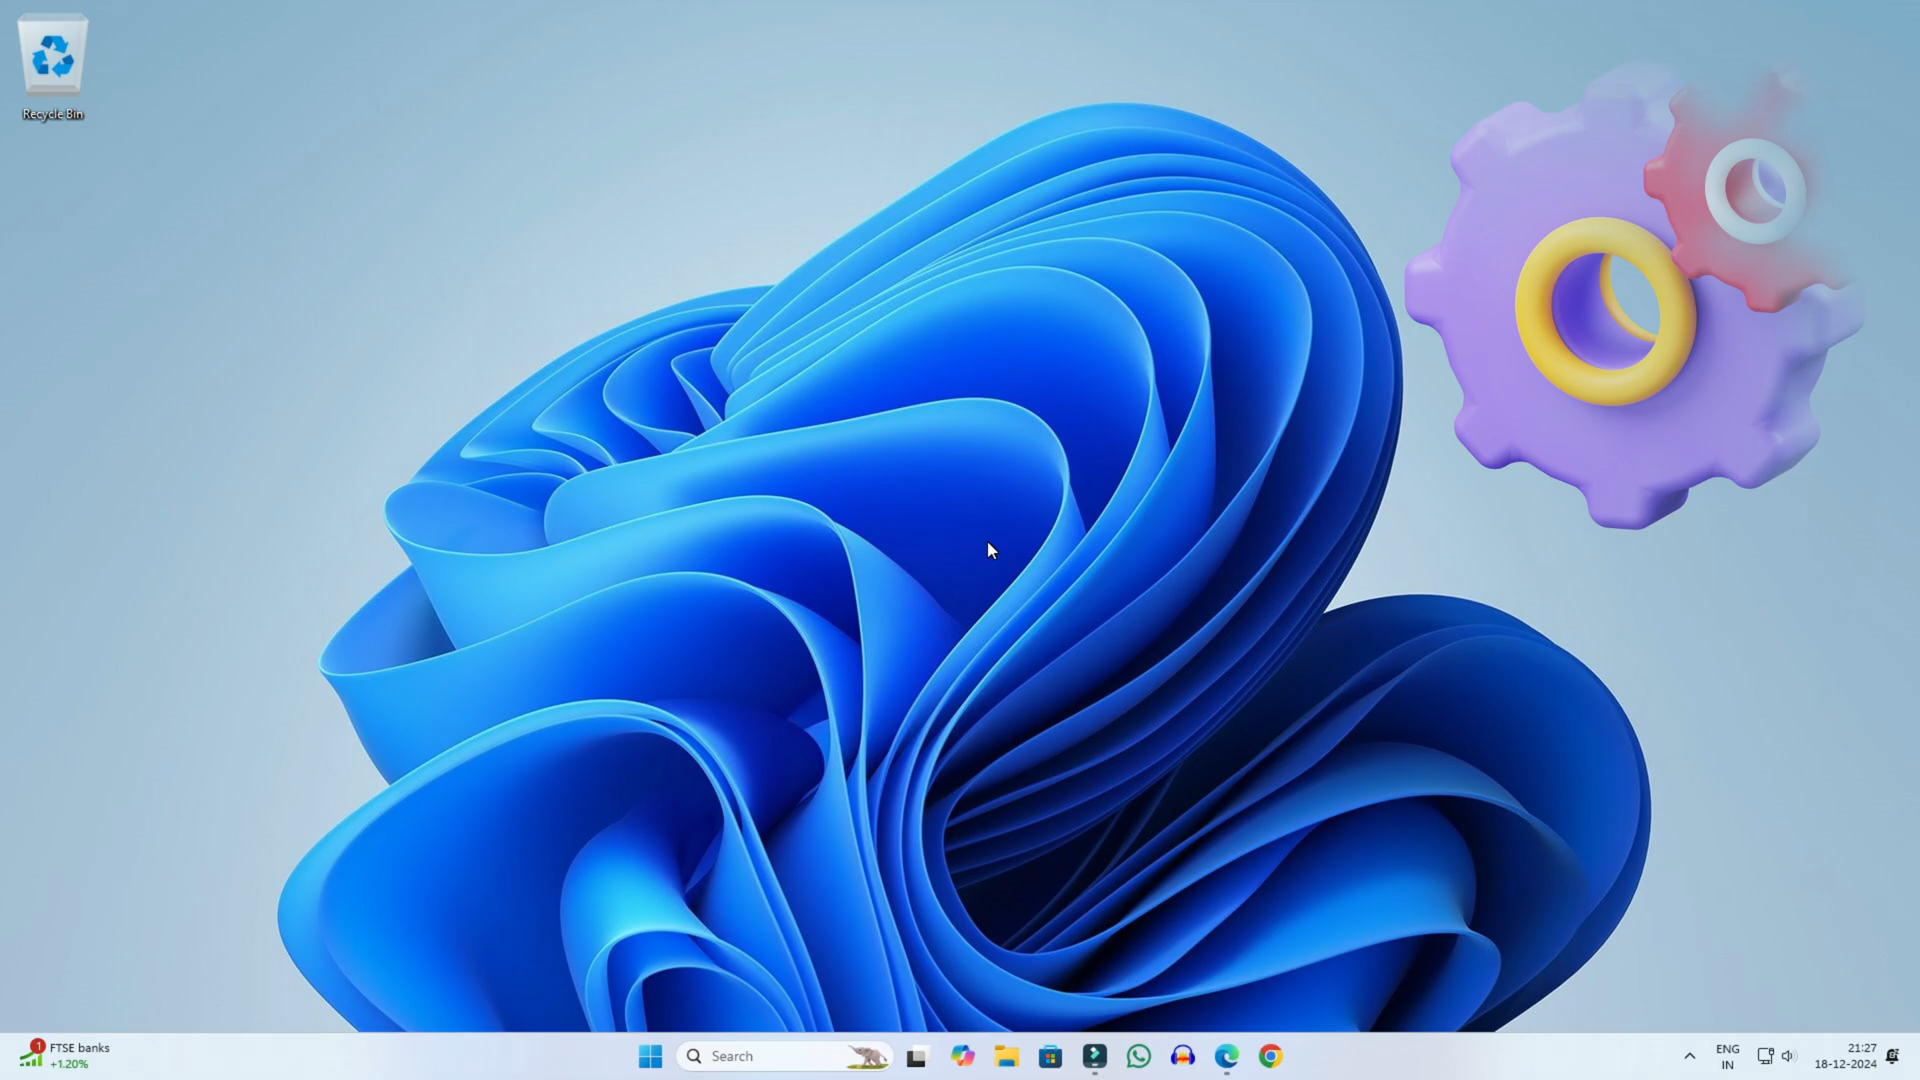 Recycle Bin
1
FTSE banks
+1.20%
Search
ENG
IN
21:27
18-12-2024